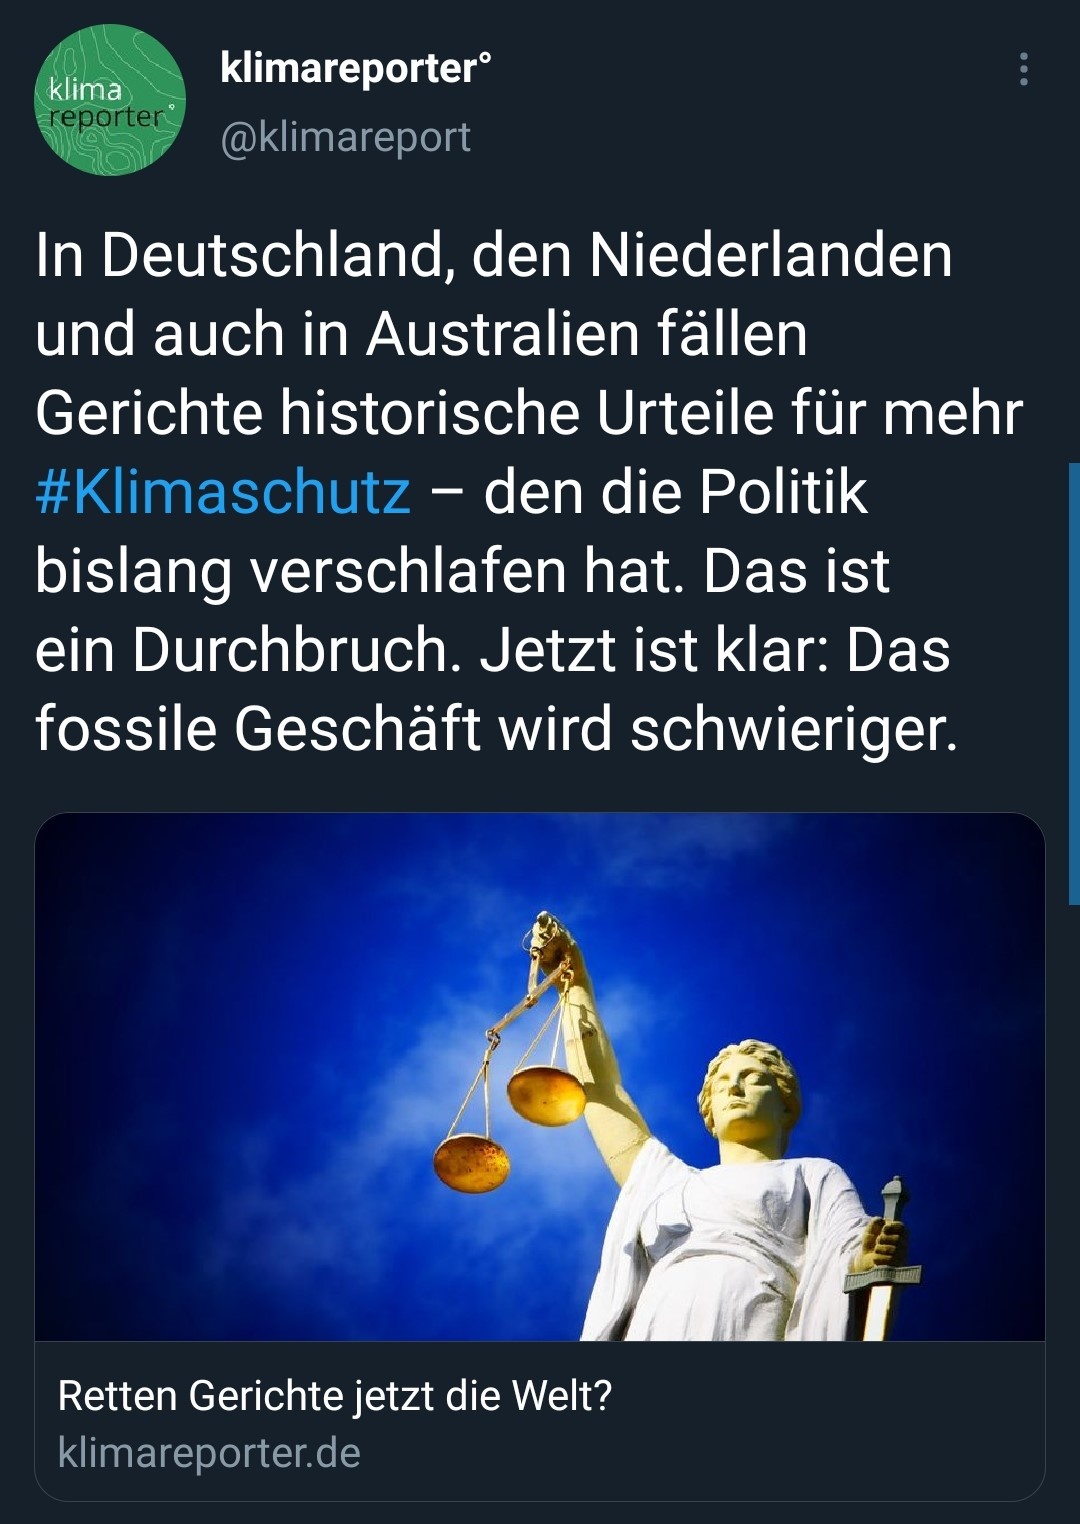 klima
reporter°
klimareporter°
@klimareport
In Deutschland, den Niederlanden
und auch in Australien fällen
Gerichte historische Urteile für mehr
#Klimaschutz – den die Politik
bislang verschlafen hat. Das ist
ein Durchbruch. Jetzt ist klar: Das
fossile Geschäft wird schwieriger.
Retten Gerichte jetzt die Welt?
klimareporter.de